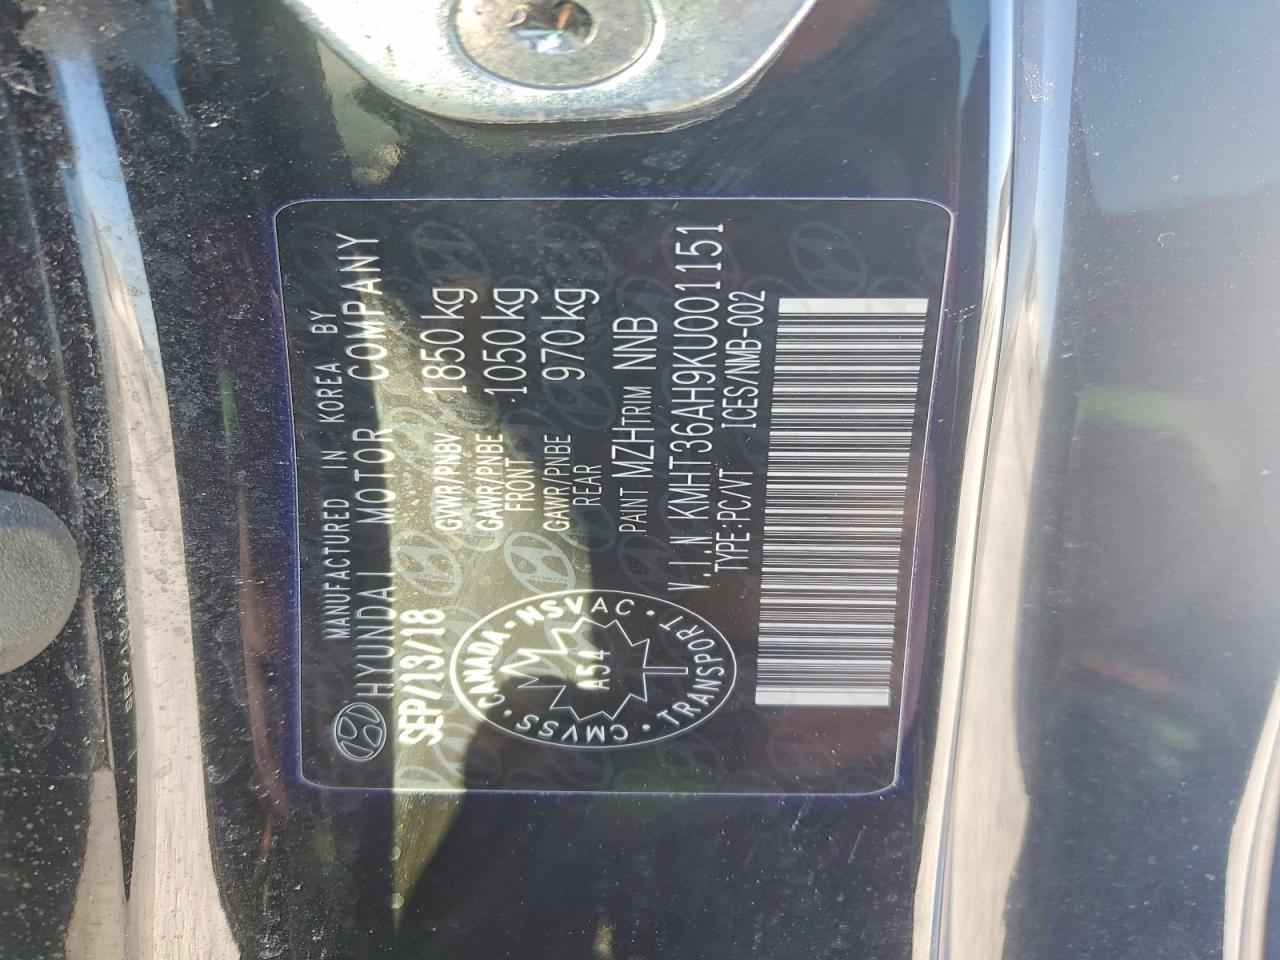 MANUFACTURED IN KOREA BY
HYUNDAI MOTOR COMPANY
SEP/13/18
GVWR/PNBV 1850 kg
GAWR/PNBE FRONT 1050 kg
GAWR/PNBE REAR 970 kg
CANADA · NSVAC · TRANSPORT · CMVSS ·
A54
PAINT MZH TRIM NNB
V.I.N KMHT36AH9KU001151
TYPE:PC/VT ICES/NMB-002